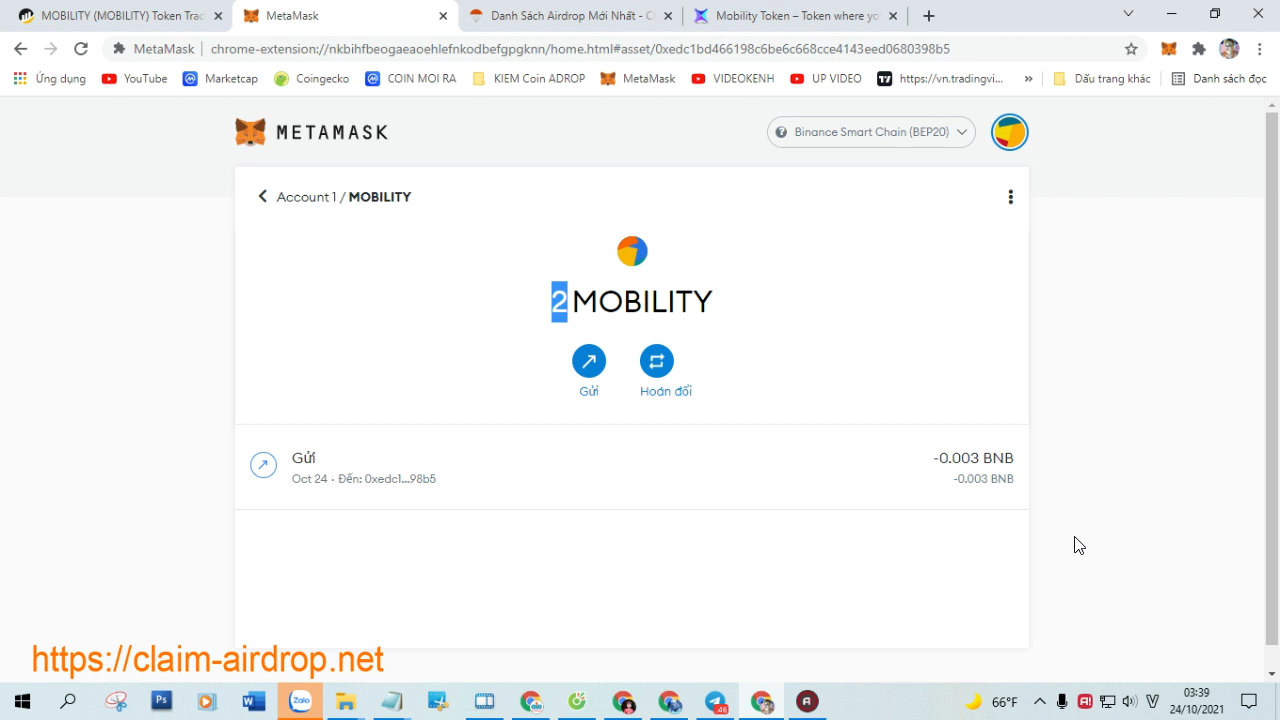 MOBILITY (MOBILITY) Token Trac
MetaMask
Danh Sách Airdrop Mới Nhất - Cl
Mobility Token – Token where yo
MetaMask
chrome-extension://nkbihfbeogaeaoehlefnkodbefgpgknn/home.html#asset/0xedc1bd466198c6be6c668cce4143eed0680398b5
Ứng dụng
YouTube
Marketcap
Coingecko
COIN MOI RA
KIEM Coin ADROP
MetaMask
VIDEOKENH
UP VIDEO
https://vn.tradingvi...
»
Dấu trang khác
Danh sách đọc
METAMASK
Binance Smart Chain (BEP20)
Account 1 / MOBILITY
2 MOBILITY
Gửi
Hoán đổi
Gửi
-0.003 BNB
Oct 24 · Đến: 0xedc1...98b5
-0.003 BNB
https://claim-airdrop.net
Ps
W
Zalo
46
A
66°F
03:39
24/10/2021